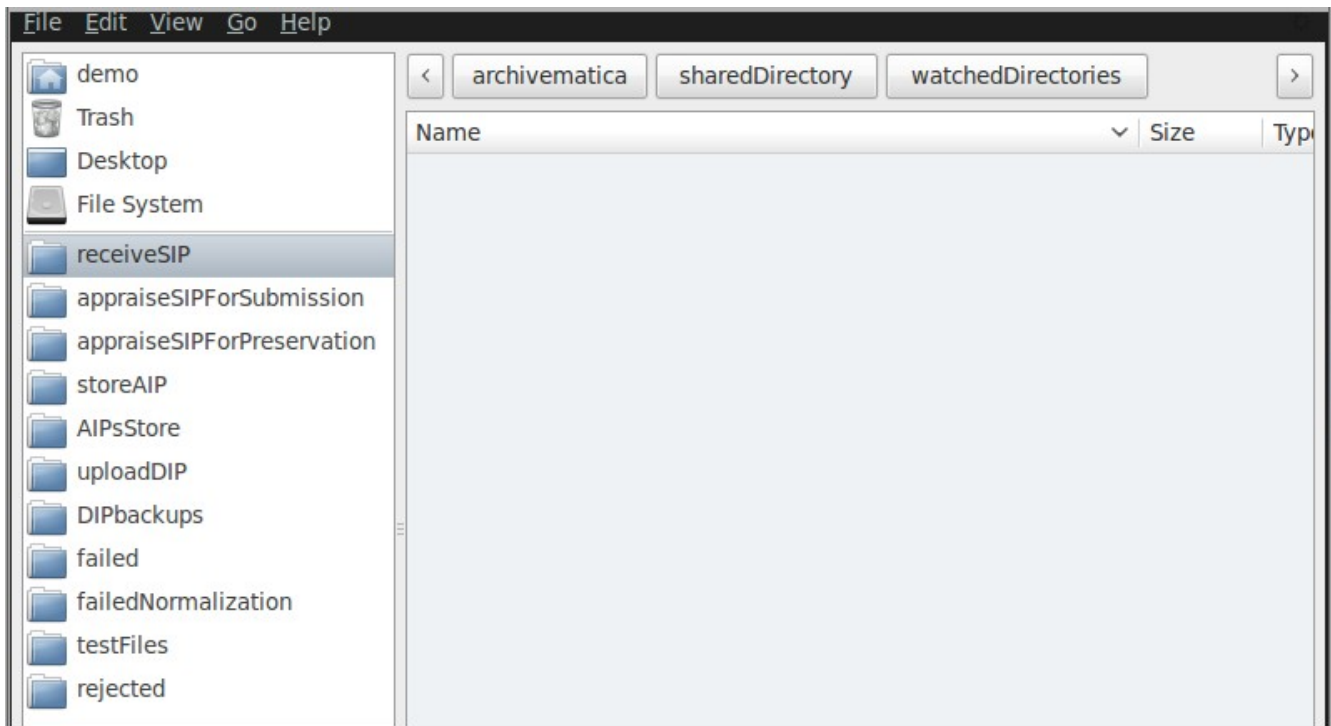 File Edit View Go Help
demo
Trash
Desktop
File System
receiveSIP
appraiseSIPForSubmission
appraiseSIPForPreservation
storeAIP
AIPsStore
uploadDIP
DIPbackups
failed
failedNormalization
testFiles
rejected
< archivematica sharedDirectory watchedDirectories >
Name Size Typ